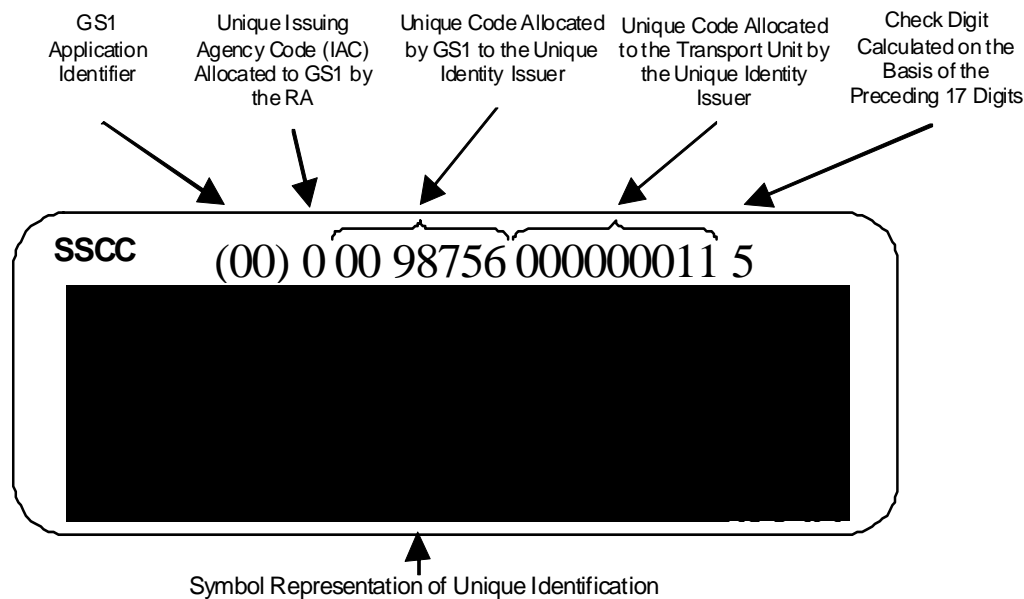 GS1
Application
Identifier
Unique Issuing
Agency Code (IAC)
Allocated to GS1 by
the RA
Unique Code Allocated
by GS1 to the Unique
Identity Issuer
Unique Code Allocated
to the Transport Unit by
the Unique Identity
Issuer
Check Digit
Calculated on the
Basis of the
Preceding 17 Digits
SSCC
(00) 0 00 98756 000000011 5
Symbol Representation of Unique Identification